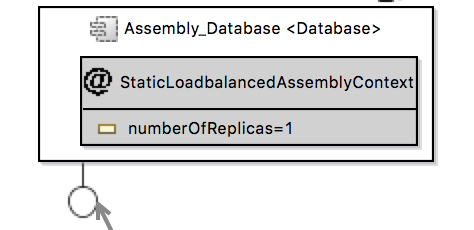 Assembly_Database <Database>
@ StaticLoadbalancedAssemblyContext
numberOfReplicas=1